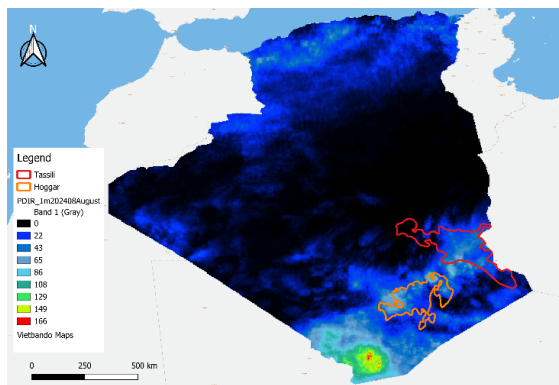 N
Legend
Tassili
Hoggar
PDIR_1m202408August
Band 1 (Gray)
0
22
43
65
86
108
129
149
166
Vietbando Maps
0 250 500 km